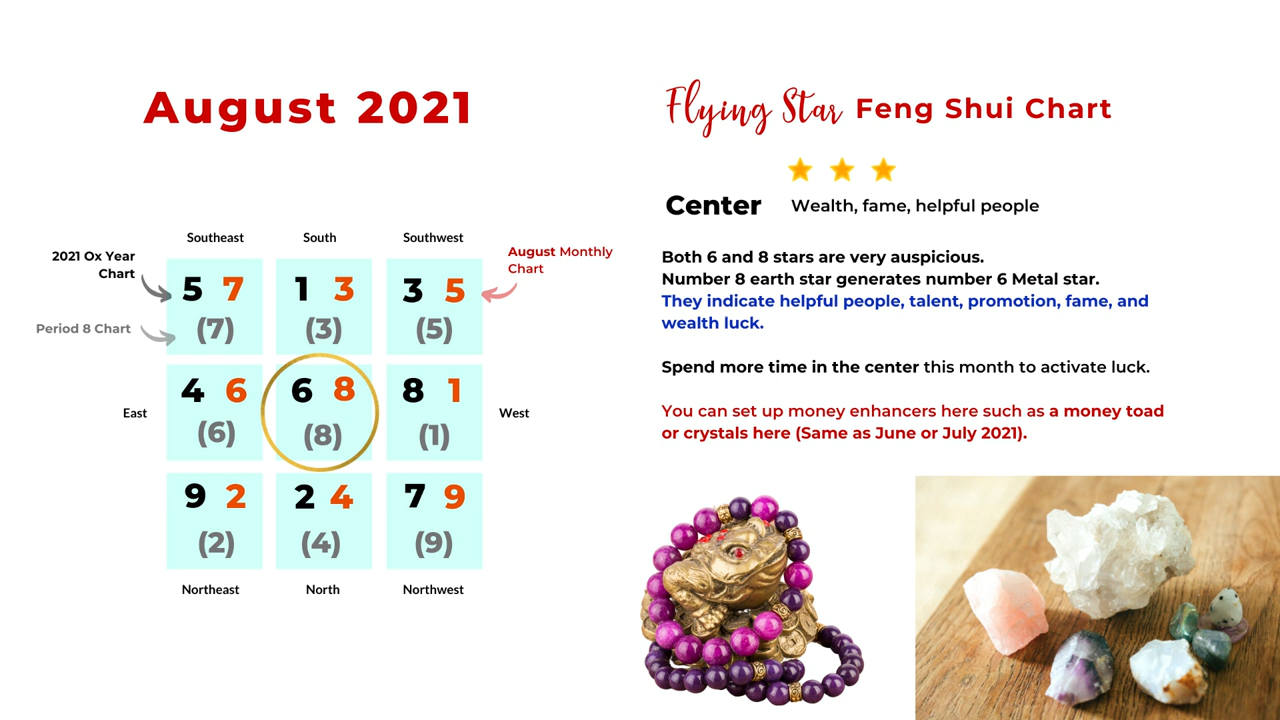 August 2021
Flying Star Feng Shui Chart
Center Wealth, fame, helpful people
Both 6 and 8 stars are very auspicious.
Number 8 earth star generates number 6 Metal star.
They indicate helpful people, talent, promotion, fame, and
wealth luck.
Spend more time in the center this month to activate luck.
You can set up money enhancers here such as a money toad
or crystals here (Same as June or July 2021).
2021 Ox Year
Chart
Period 8 Chart
August Monthly
Chart
Southeast South Southwest
5 7 1 3 3 5
(7) (3) (5)
East
4 6 6 8 8 1
(6) (8) (1)
West
9 2 2 4 7 9
(2) (4) (9)
Northeast North Northwest